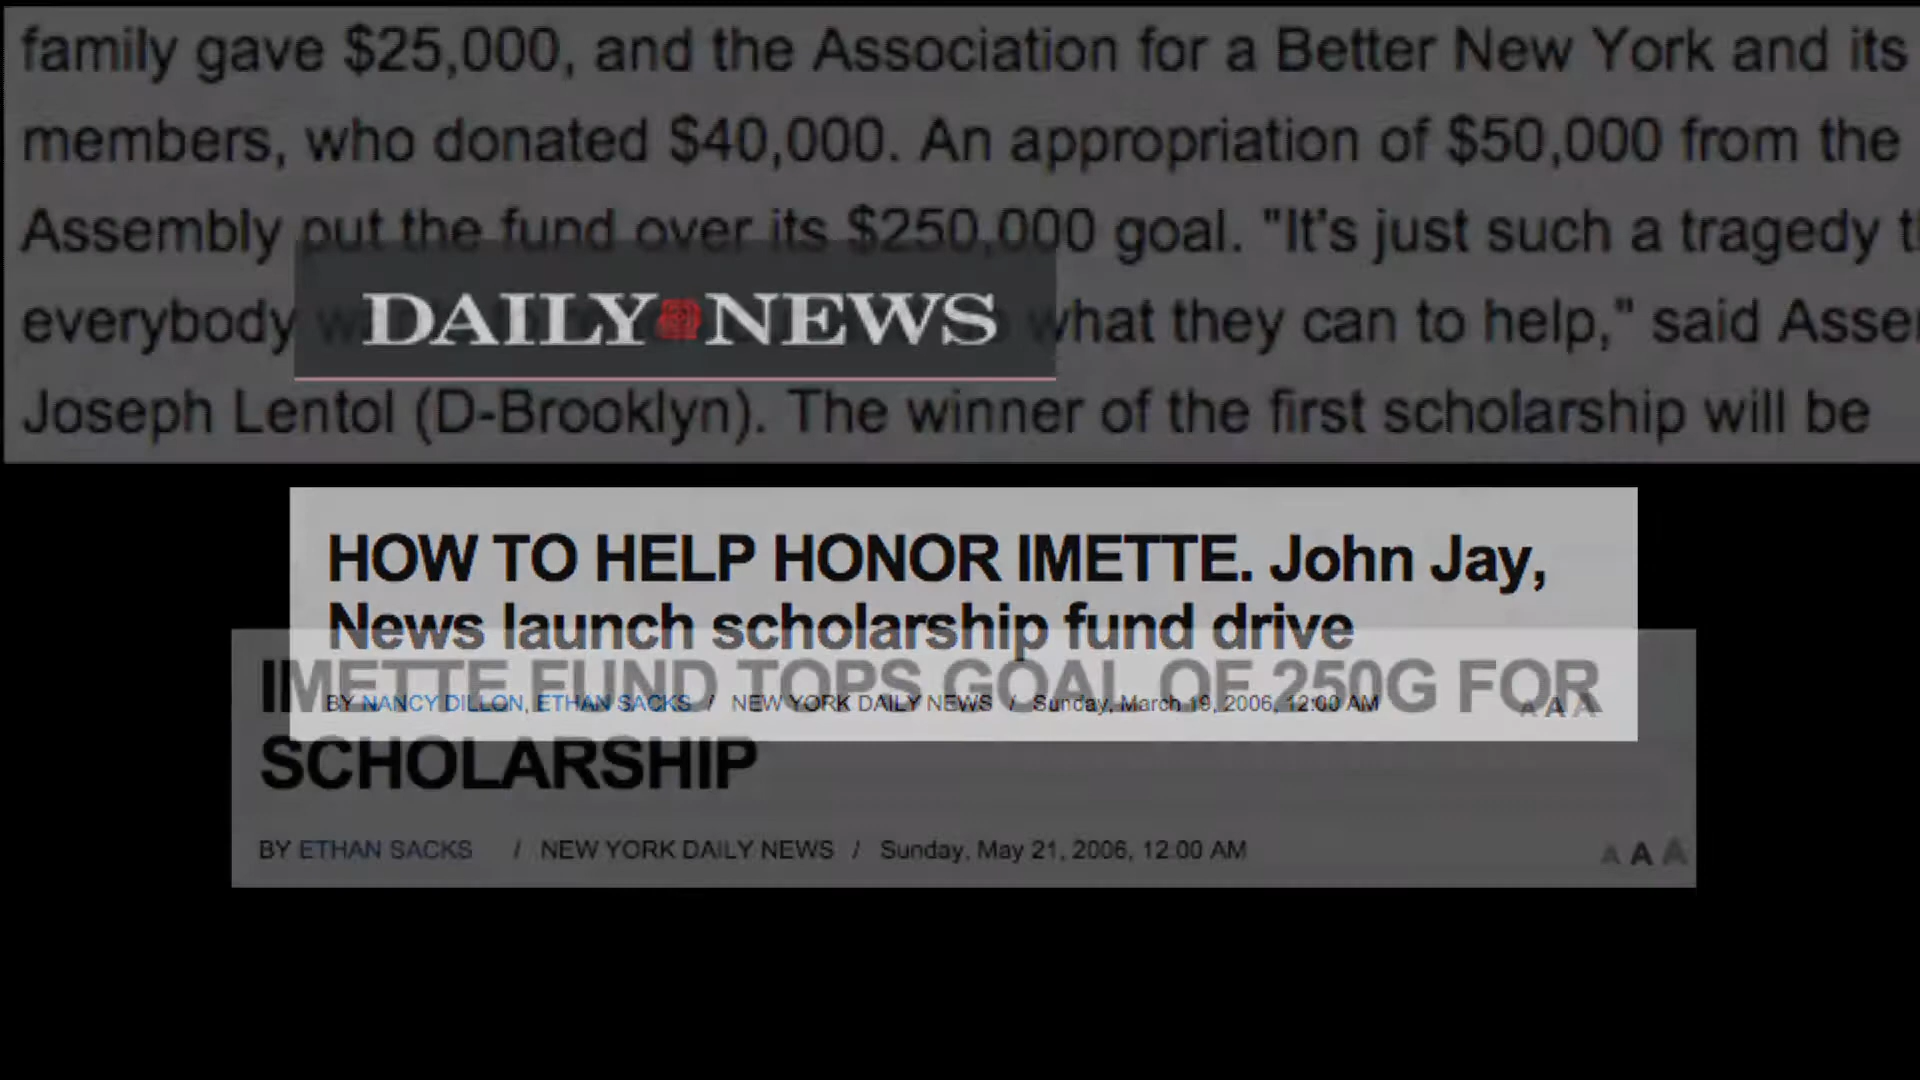 family gave $25,000, and the Association for a Better New York and its
members, who donated $40,000. An appropriation of $50,000 from the
Assembly put the fund over its $250,000 goal. "It's just such a tragedy
everybody what they can to help," said
Joseph Lentol (D-Brooklyn). The winner of the first scholarship will be
DAILY NEWS
HOW TO HELP HONOR IMETTE. John Jay,
News launch scholarship fund drive
BY NANCY DILLON, ETHAN SACKS / NEW YORK DAILY NEWS / Sunday, March 19, 2006, 12:00 AM A A A
IMETTE FUND TOPS GOAL OF 250G FOR
SCHOLARSHIP
BY ETHAN SACKS / NEW YORK DAILY NEWS / Sunday, May 21, 2006, 12:00 AM A A A